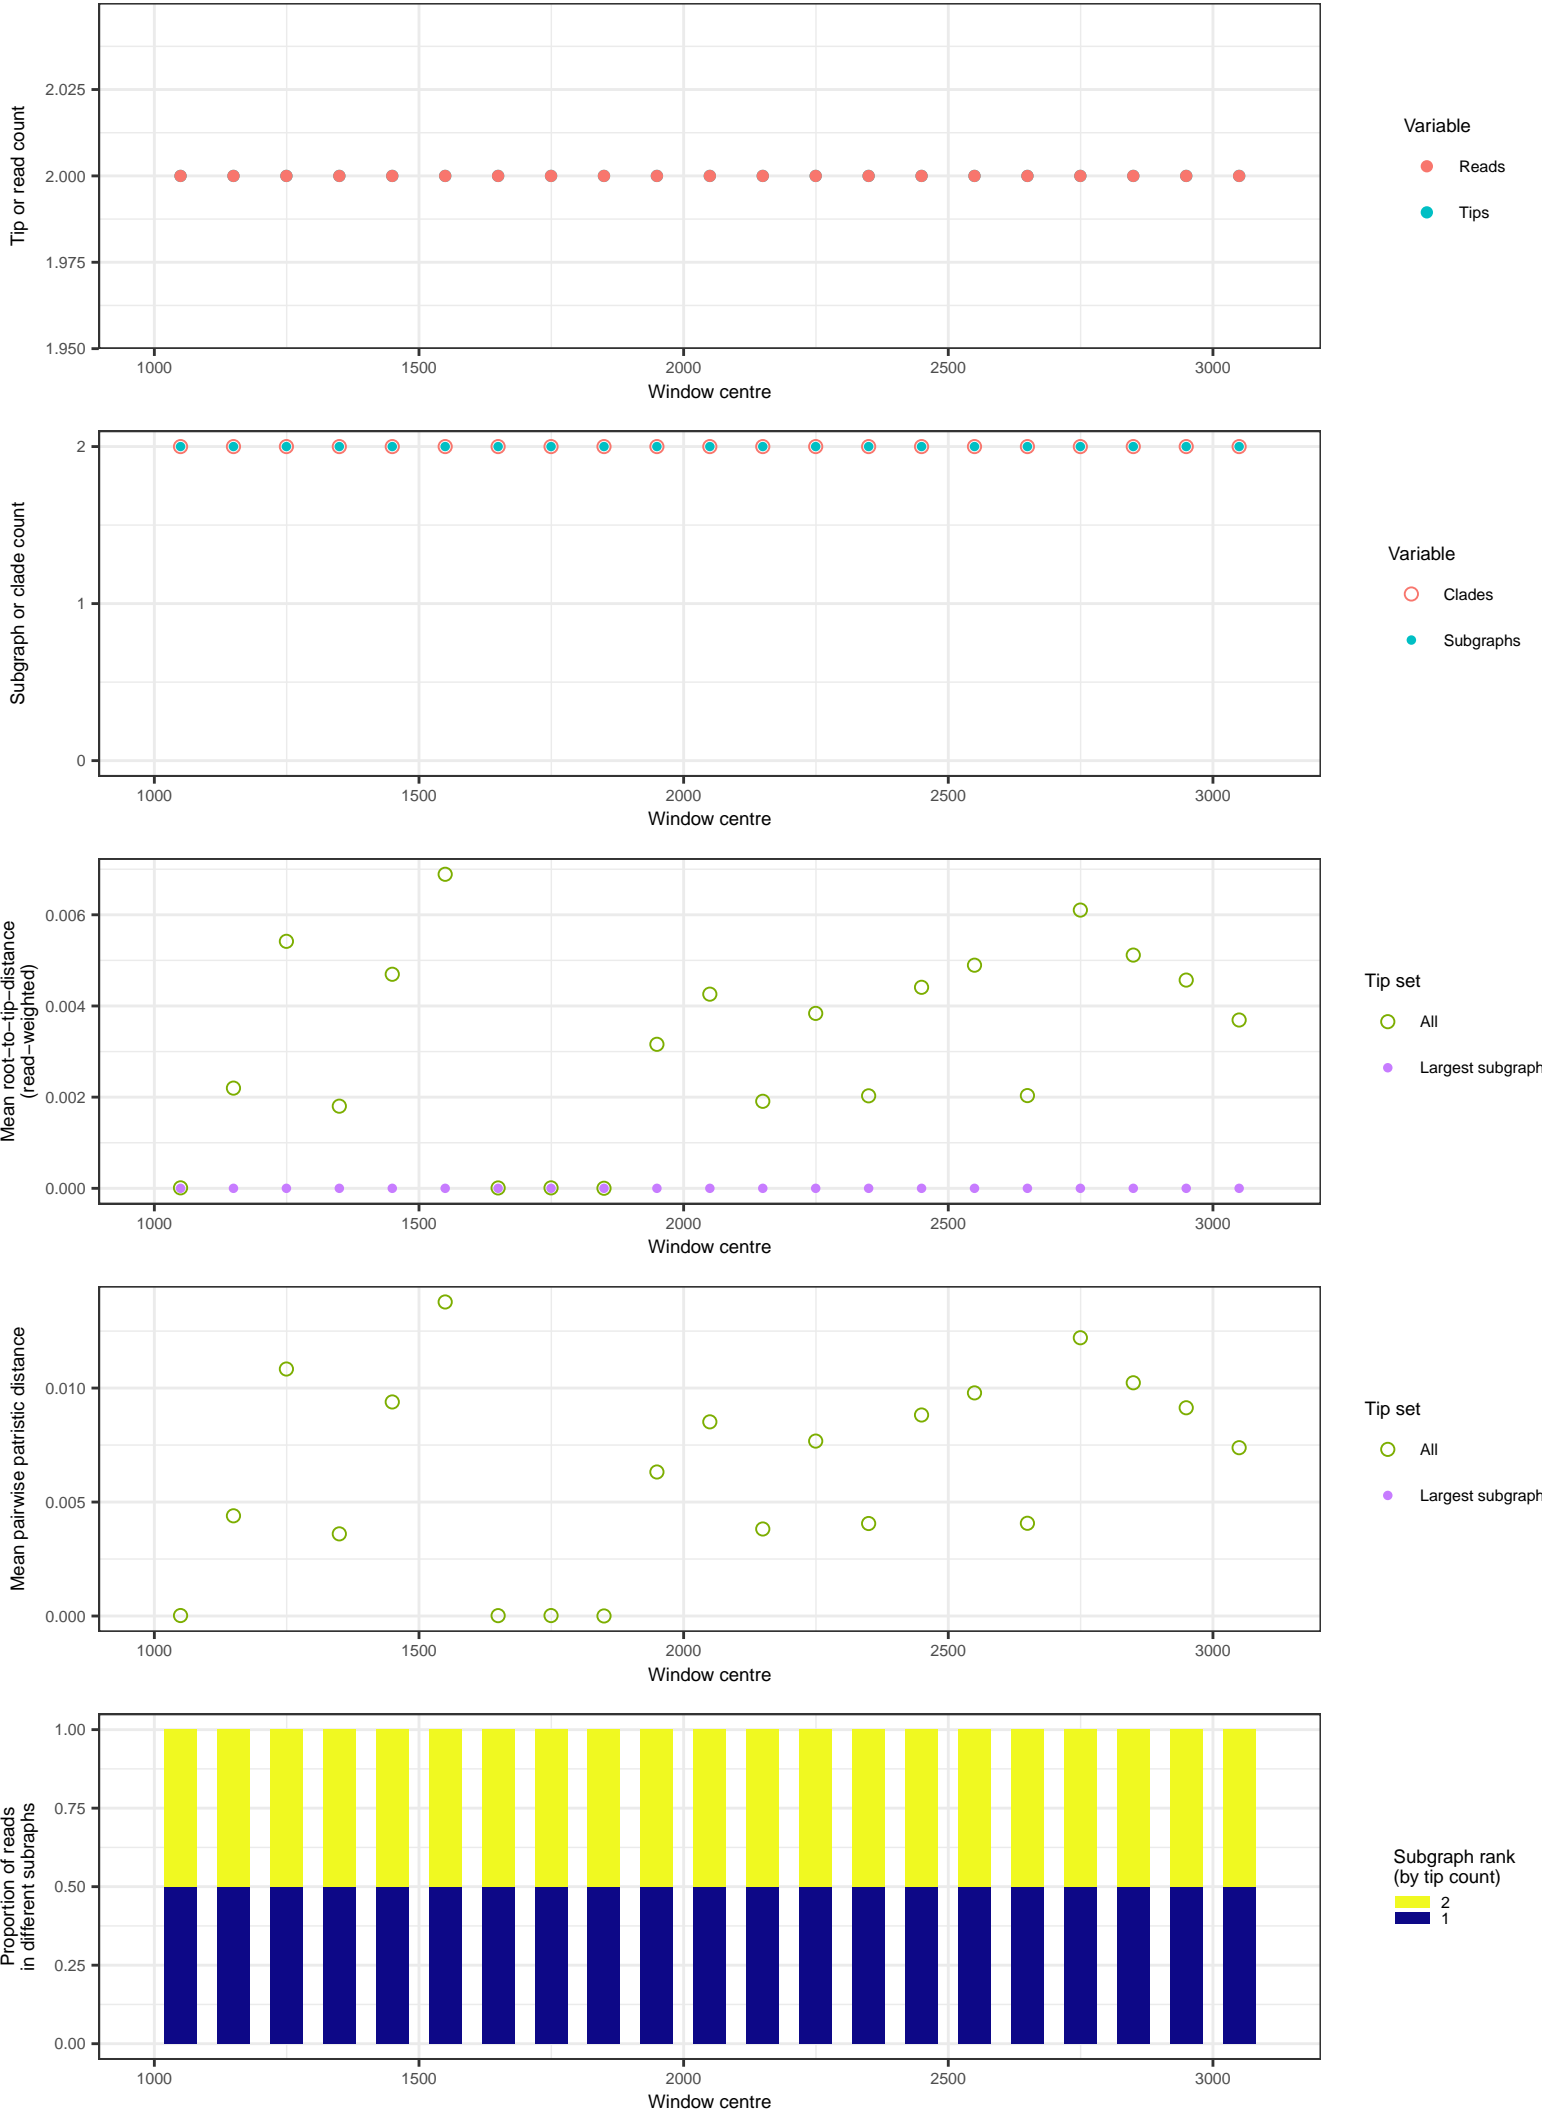 Tip or read count
2.025
2.000
1.975
1.950
1000 1500 2000 2500 3000
Window centre
Variable
Reads
Tips
Subgraph or clade count
2
1
0
1000 1500 2000 2500 3000
Window centre
Variable
Clades
Subgraphs
Mean root−to−tip−distance
(read−weighted)
0.006
0.004
0.002
0.000
1000 1500 2000 2500 3000
Window centre
Tip set
All
Largest subgraph
Mean pairwise patristic distance
0.010
0.005
0.000
1000 1500 2000 2500 3000
Window centre
Tip set
All
Largest subgraph
Proportion of reads
in different subraphs
1.00
0.75
0.50
0.25
0.00
1000 1500 2000 2500 3000
Window centre
Subgraph rank
(by tip count)
2
1